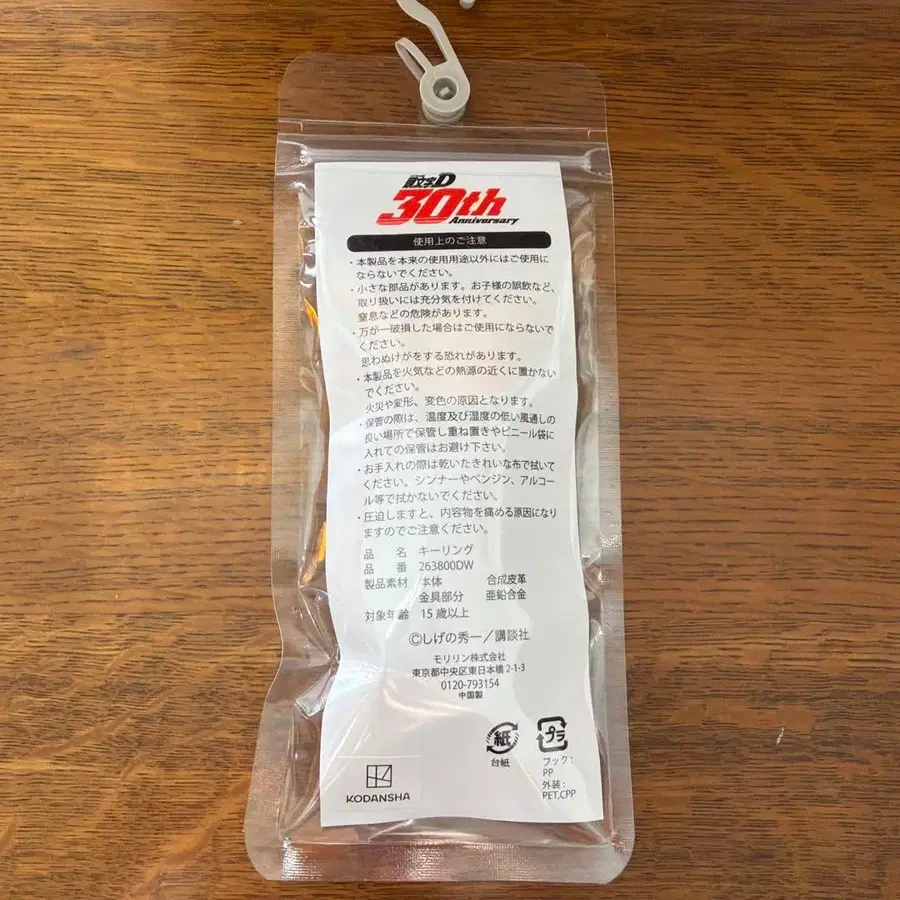 頭文字D
30th
Anniversary
使用上のご注意
・本製品を本来の使用用途以外にはご使用に
ならないでください。
・小さな部品があります。お子様の誤飲など、
取り扱いには充分気を付けてください。
窒息などの危険があります。
・万が一破損した場合はご使用にならないで
ください。
思わぬけがをする恐れがあります。
・本製品を火気などの熱源の近くに置かない
でください。
火災や変形、変色の原因となります。
・保管の際は、温度及び湿度の低い風通しの
良い場所で保管し重ね置きやビニール袋に
入れての保管はお避け下さい。
・お手入れの際は乾いたきれいな布で拭いて
ください。シンナーやベンジン、アルコー
ル等で拭かないでください。
・圧迫しますと、内容物を痛める原因になり
ますのでご注意ください。
品 名 キーリング
品 番 263800DW
製品素材 本体 合成皮革
金具部分 亜鉛合金
対象年齢 15歳以上
©しげの秀一／講談社
モリリン株式会社
東京都中央区東日本橋2-1-3
0120-793154
中国製
紙
台紙
プラ
フック：
PP
外装：
PET,CPP
KODANSHA